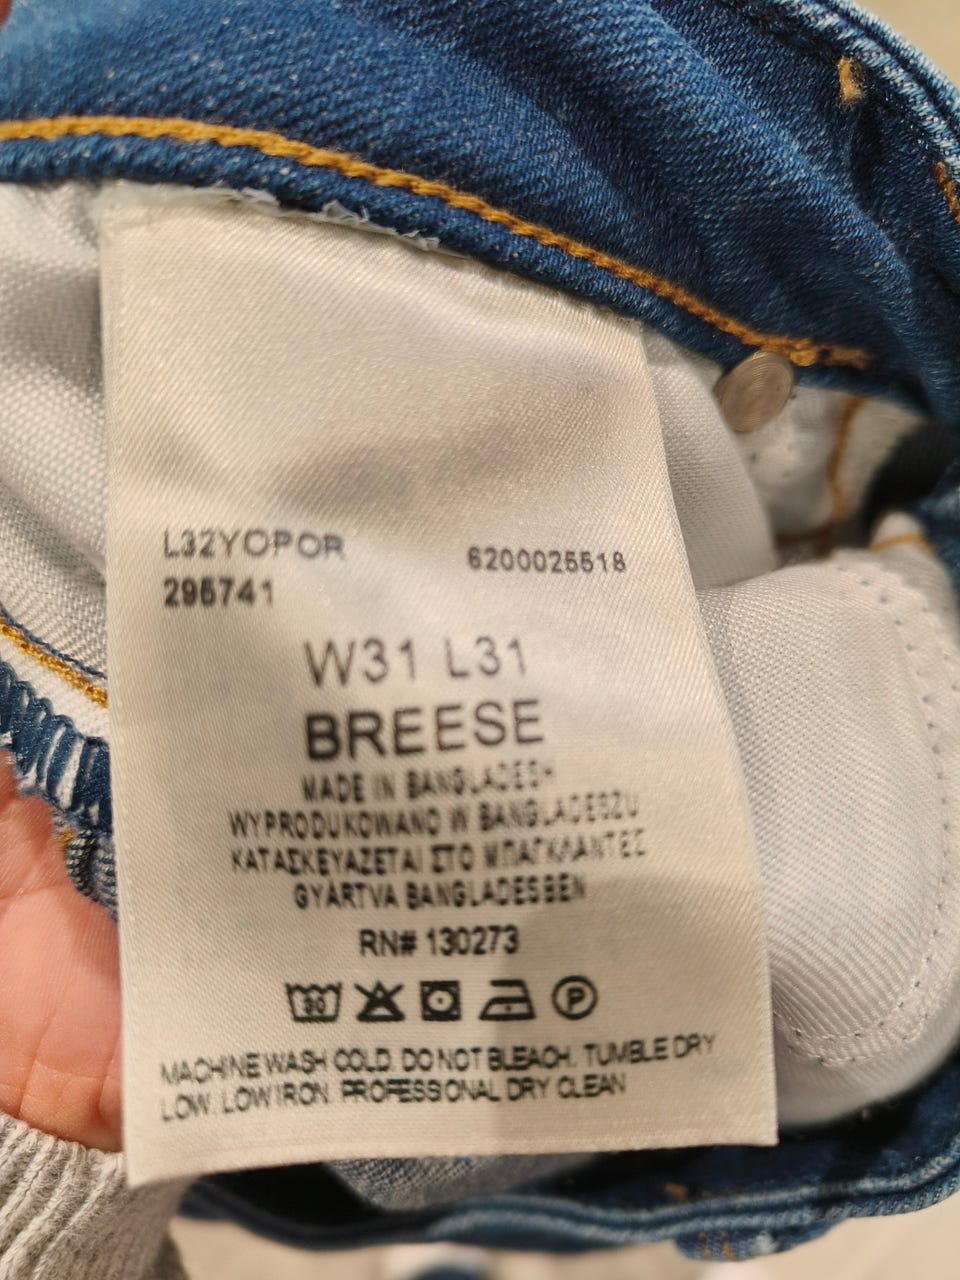 L32YOPOR 6200025518
295741
W31 L31
BREESE
MADE IN BANGLADESH
WYPRODUKOWANO W BANGLADESZU
ΚΑΤΑΣΚΕΥΑΖΕΤΑΙ ΣΤΟ ΜΠΑΓΚΛΑΝΤΕΣ
GYÁRTVA BANGLADESBEN
RN# 130273
30 P
MACHINE WASH COLD. DO NOT BLEACH. TUMBLE DRY
LOW. LOW IRON. PROFESSIONAL DRY CLEAN